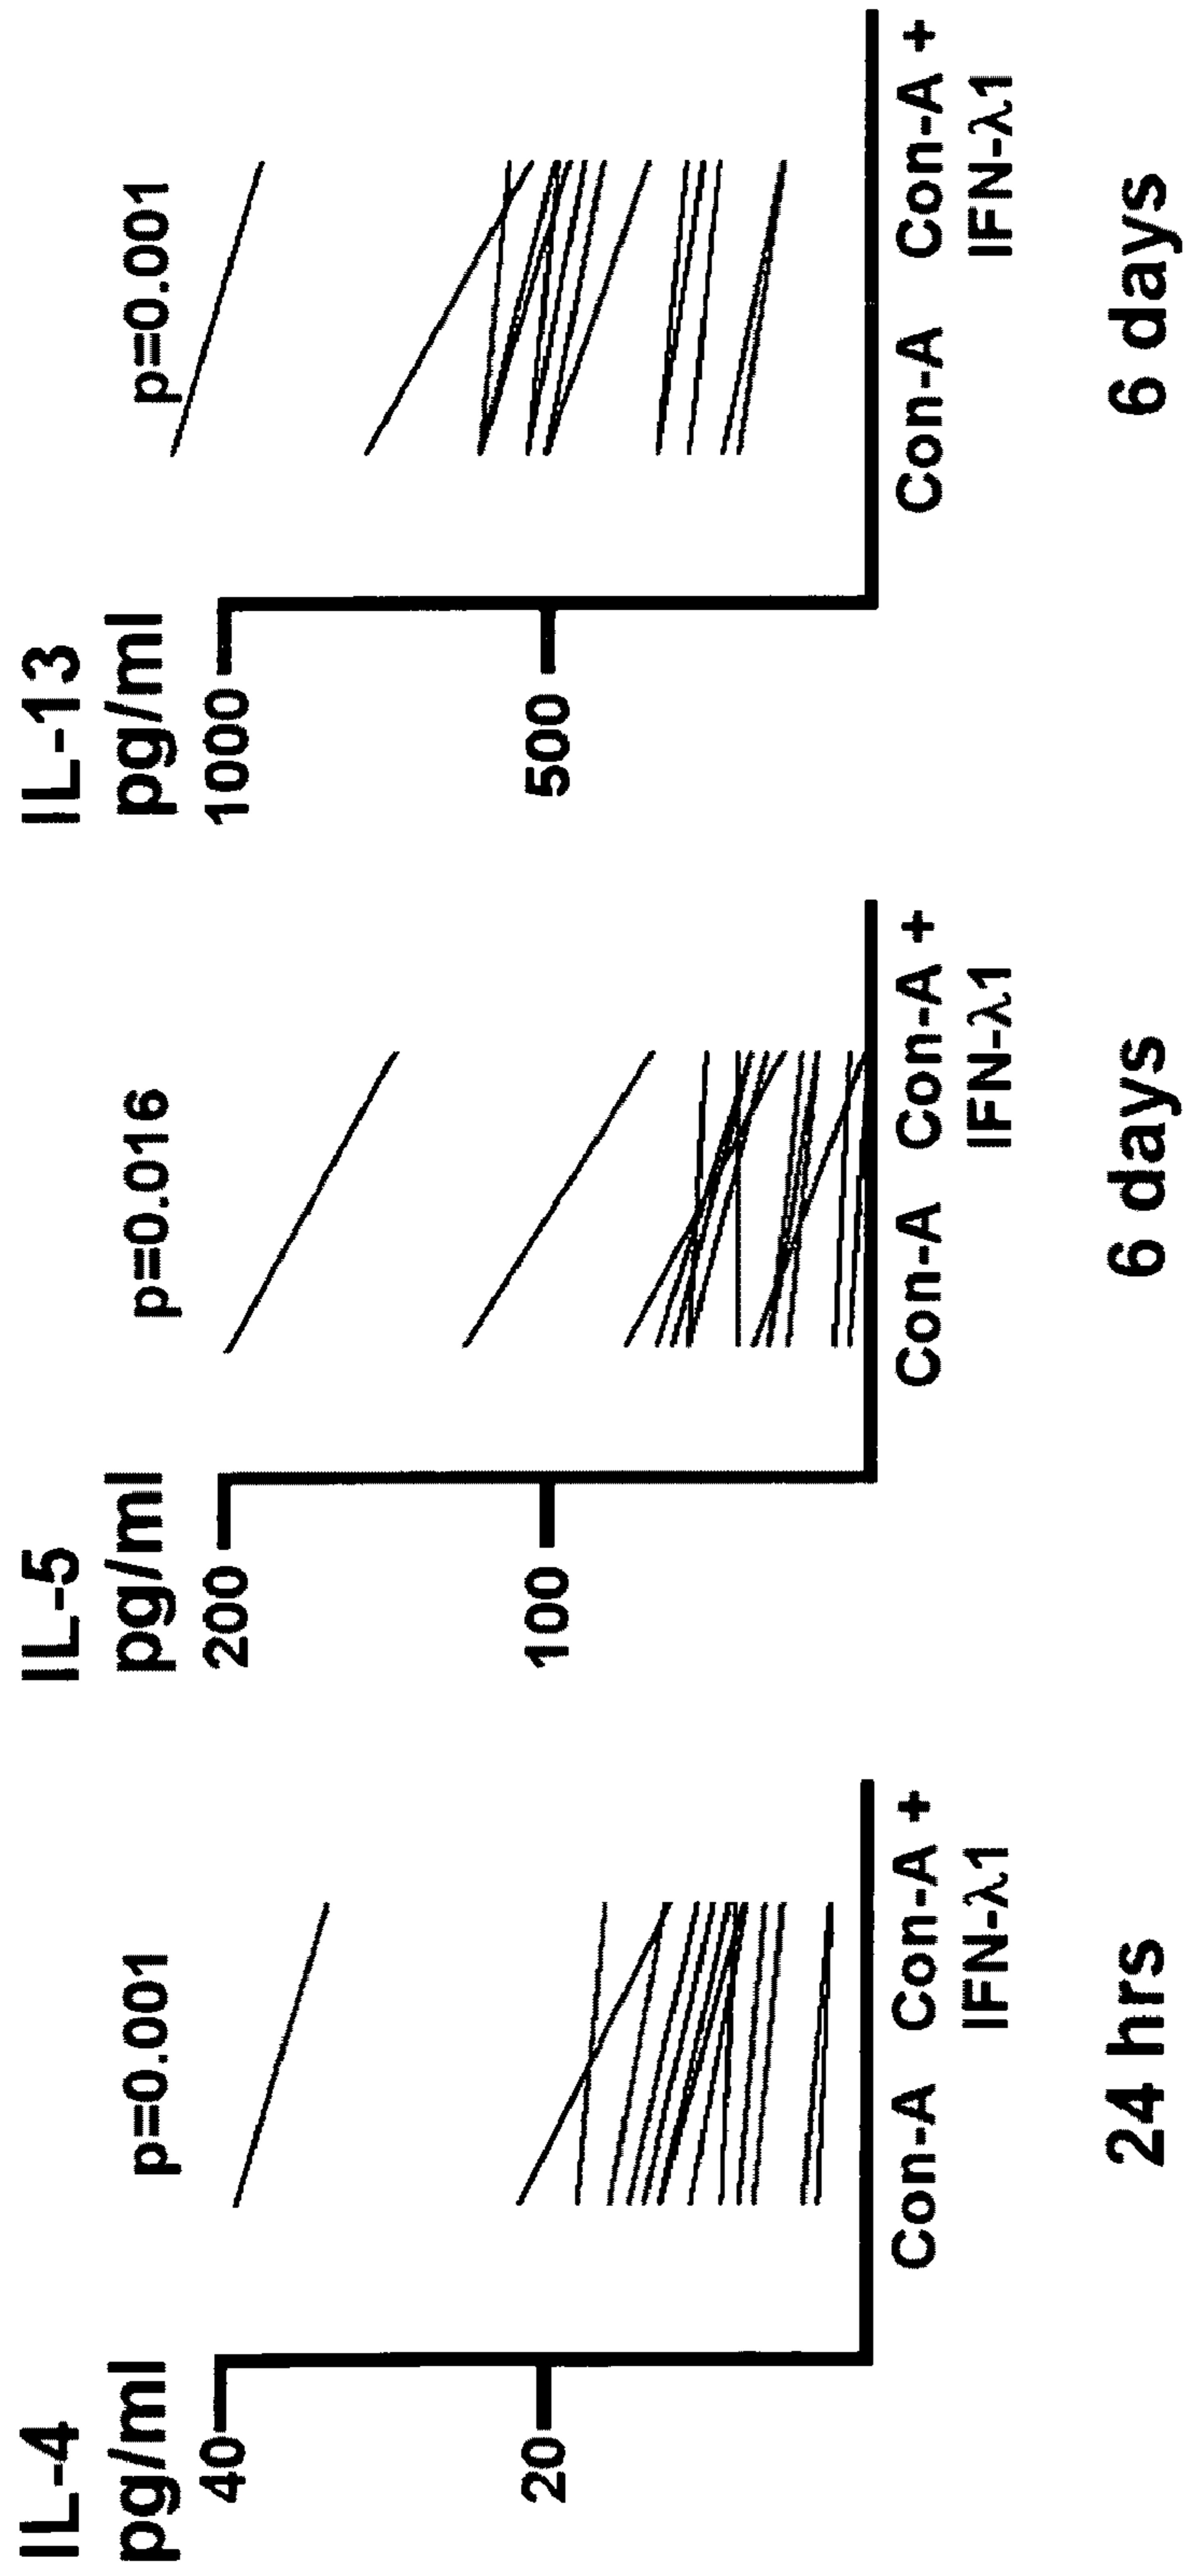 IL-4
pg/ml
p=0.001
40
20
Con-A Con-A +
IFN-λ1
24 hrs
IL-5
pg/ml
p=0.016
200
100
Con-A Con-A +
IFN-λ1
6 days
IL-13
pg/ml
p=0.001
1000
500
Con-A Con-A +
IFN-λ1
6 days